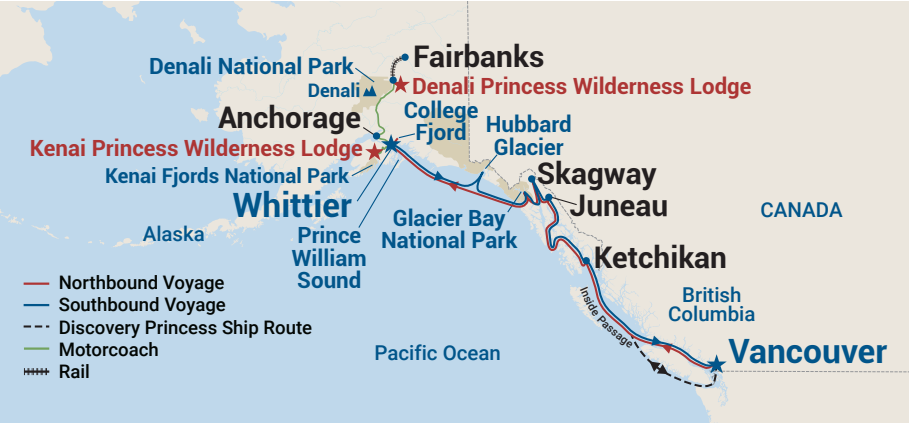 Fairbanks
Denali National Park
Denali
Denali Princess Wilderness Lodge
College
Fjord
Anchorage
Hubbard
Glacier
Kenai Princess Wilderness Lodge
Kenai Fjords National Park
Skagway
Whittier
Juneau
Glacier Bay
National Park
CANADA
Alaska
Prince
William
Sound
Ketchikan
Northbound Voyage
Southbound Voyage
Discovery Princess Ship Route
Motorcoach
Rail
Inside Passage
British
Columbia
Pacific Ocean
Vancouver